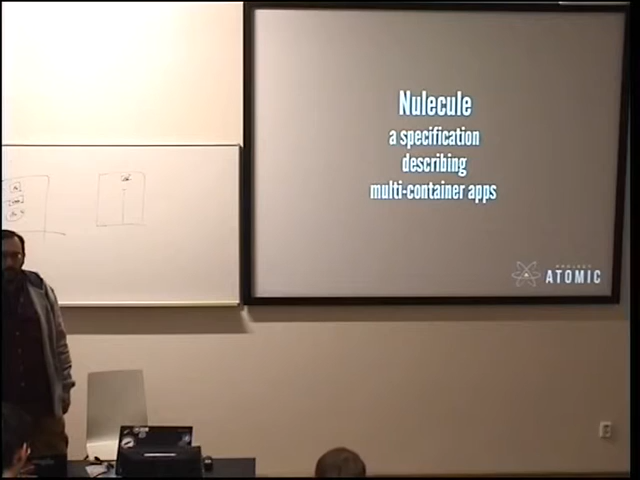 Nulecule
a specification
describing
multi-container apps
PROJECT
ATOMIC